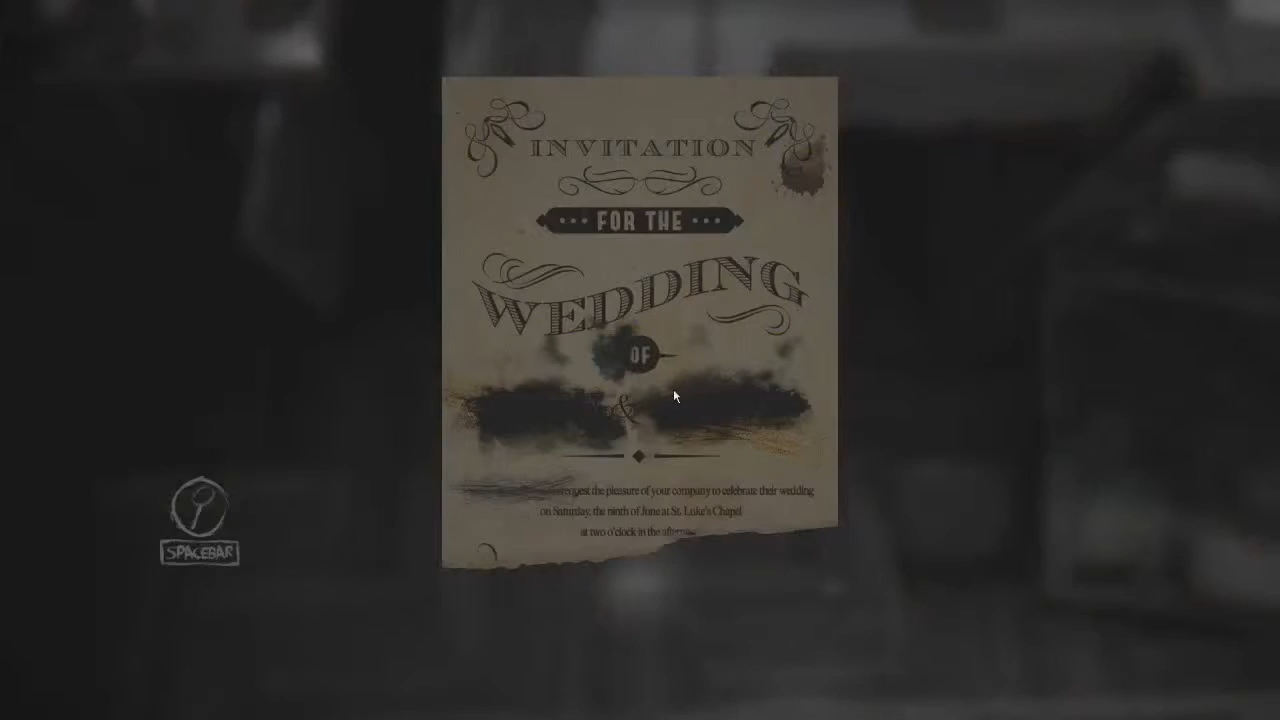 INVITATION
FOR THE
WEDDING
OF
&
request the pleasure of your company to celebrate their wedding
on Saturday, the ninth of June at St. Luke's Chapel
at two o'clock in the
SPACEBAR